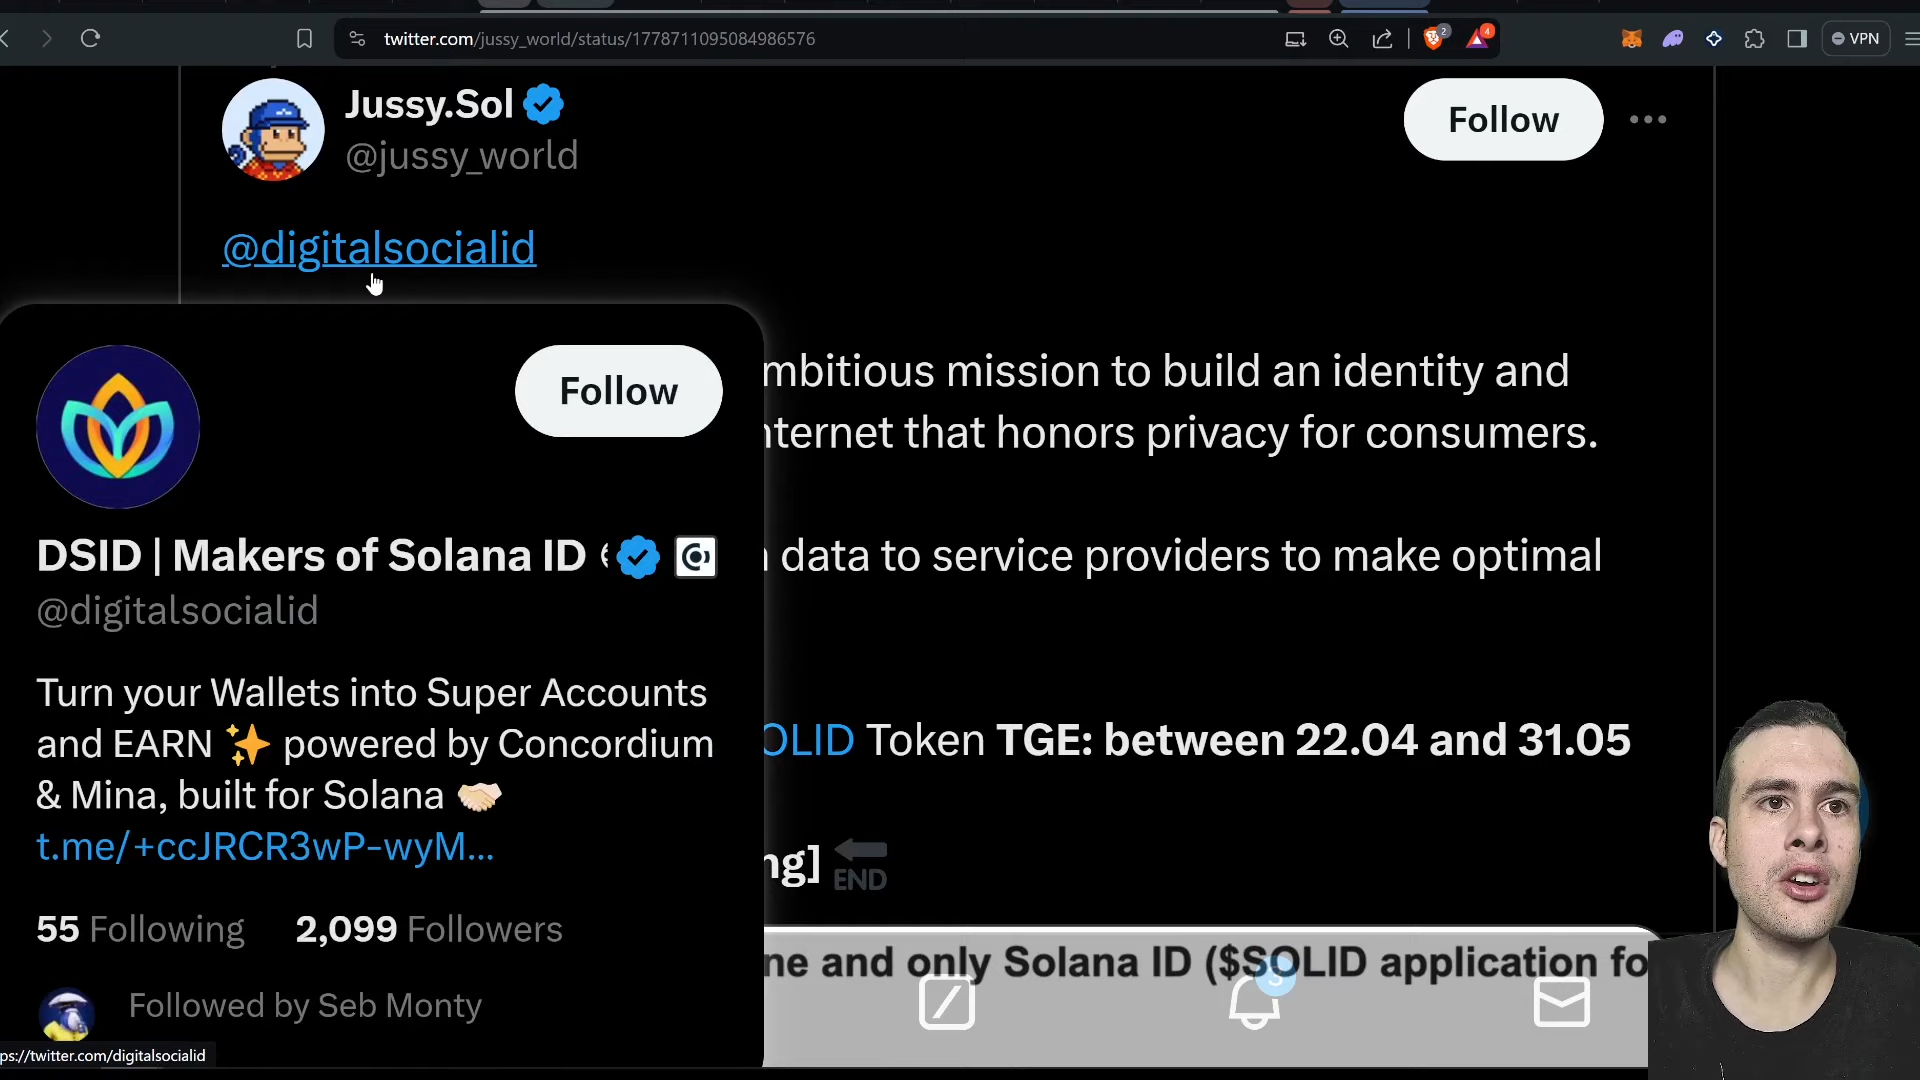 twitter.com/jussy_world/status/1778711095084986576
2
4
VPN
Jussy.Sol
@jussy_world
Follow
@digitalsocialid
Follow
mbitious mission to build an identity and
nternet that honors privacy for consumers.
DSID | Makers of Solana ID
@digitalsocialid
data to service providers to make optimal
Turn your Wallets into Super Accounts
and EARN ✨ powered by Concordium
& Mina, built for Solana 🤝
t.me/+ccJRCR3wP-wyM...
OLID Token TGE: between 22.04 and 31.05
ng] 🔚
END
55 Following 2,099 Followers
ne and only Solana ID ($SOLID application fo
Followed by Seb Monty
ps://twitter.com/digitalsocialid